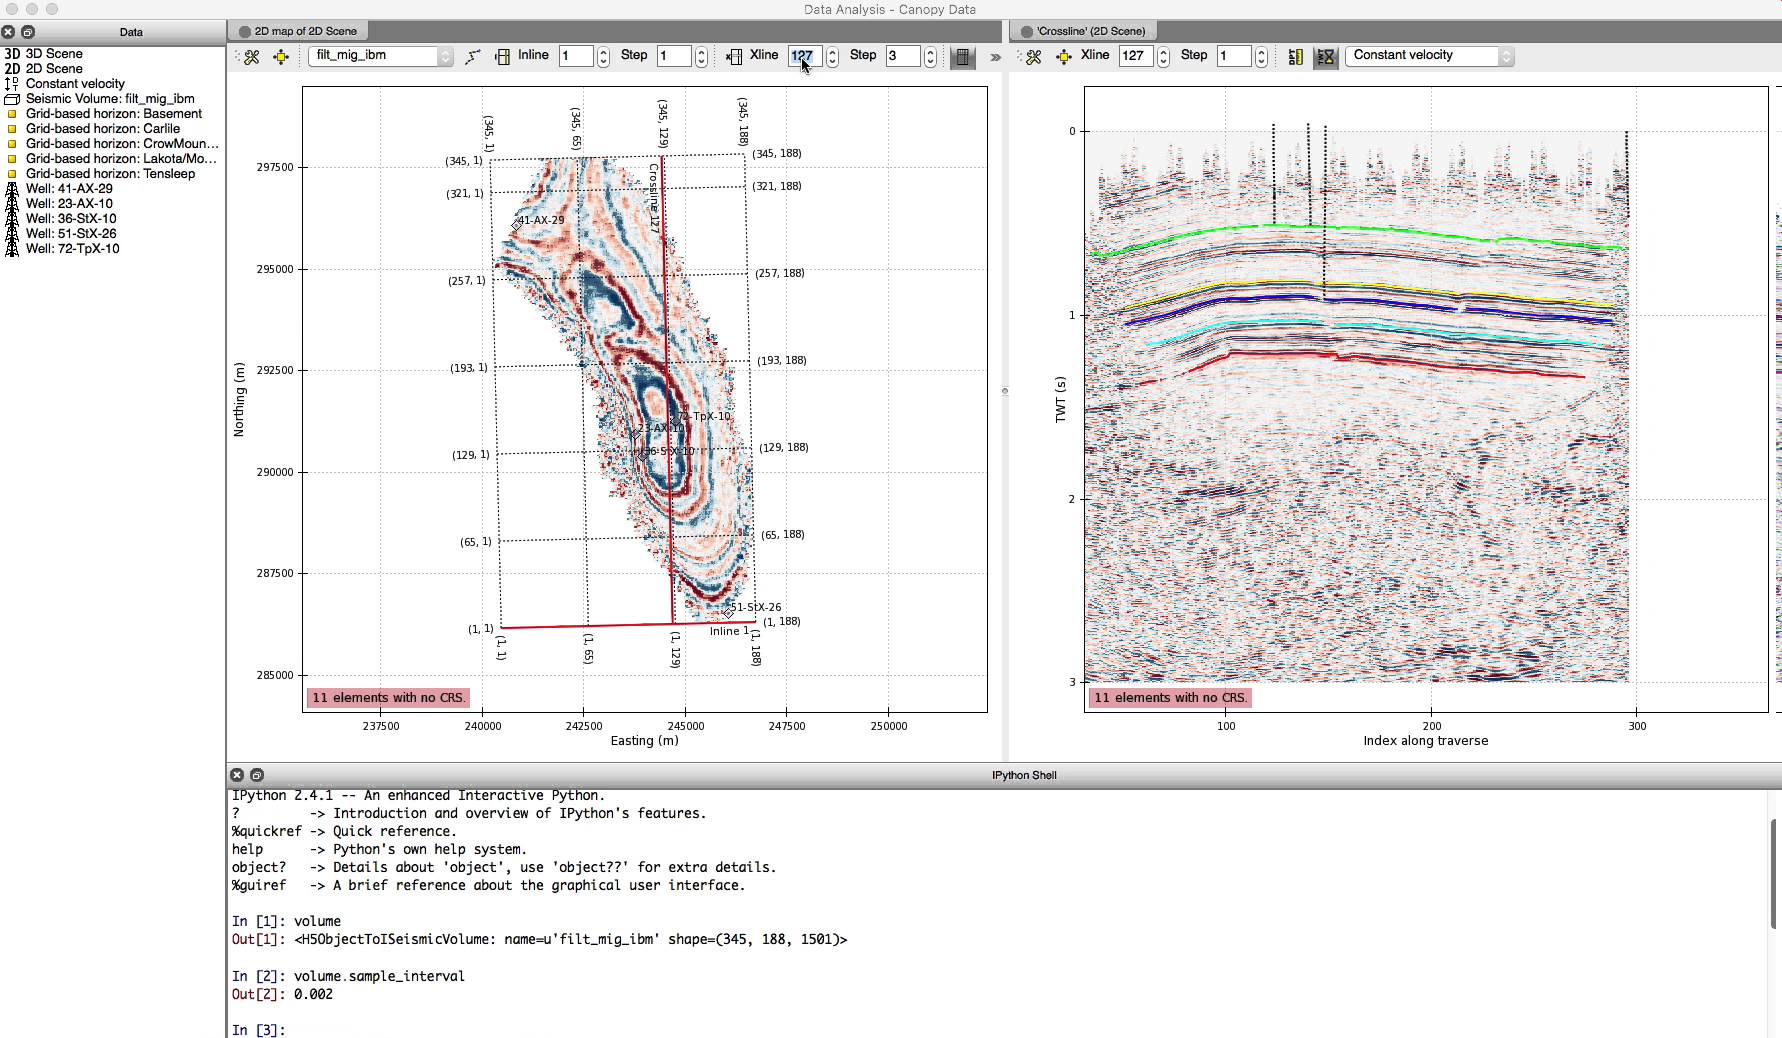 Data Analysis - Canopy Data
Data
3D 3D Scene
2D 2D Scene
Constant velocity
Seismic Volume: filt_mig_ibm
Grid-based horizon: Basement
Grid-based horizon: Carlile
Grid-based horizon: CrowMoun...
Grid-based horizon: Lakota/Mo...
Grid-based horizon: Tensleep
Well: 41-AX-29
Well: 23-AX-10
Well: 36-StX-10
Well: 51-StX-26
Well: 72-TpX-10
2D map of 2D Scene
filt_mig_ibm Inline 1 Step 1 Xline 127 Step 3 »
(345, 1) (345, 65) (345, 129) (345, 188)
(345, 1) (345, 188)
297500
(321, 1) (321, 188)
Crossline 127
41-AX-29
295000
(257, 1) (257, 188)
292500
(193, 1) (193, 188)
72-TpX-10
23-AX-10
36-StX-10
(129, 1) (129, 188)
290000
(65, 1) (65, 188)
287500
51-StX-26
(1, 1) (1, 188)
Inline 1
(1, 1) (1, 65) (1, 129) (1, 188)
285000
Northing (m)
11 elements with no CRS.
237500 240000 242500 245000 247500 250000
Easting (m)
'Crossline' (2D Scene)
Xline 127 Step 1 Constant velocity
0
1
2
3
TWT (s)
11 elements with no CRS.
100 200 300
Index along traverse
IPython Shell
IPython 2.4.1 -- An enhanced Interactive Python.
? -> Introduction and overview of IPython's features.
%quickref -> Quick reference.
help -> Python's own help system.
object? -> Details about 'object', use 'object??' for extra details.
%guiref -> A brief reference about the graphical user interface.
In [1]: volume
Out[1]: <H5ObjectToISeismicVolume: name=u'filt_mig_ibm' shape=(345, 188, 1501)>
In [2]: volume.sample_interval
Out[2]: 0.002
In [3]: